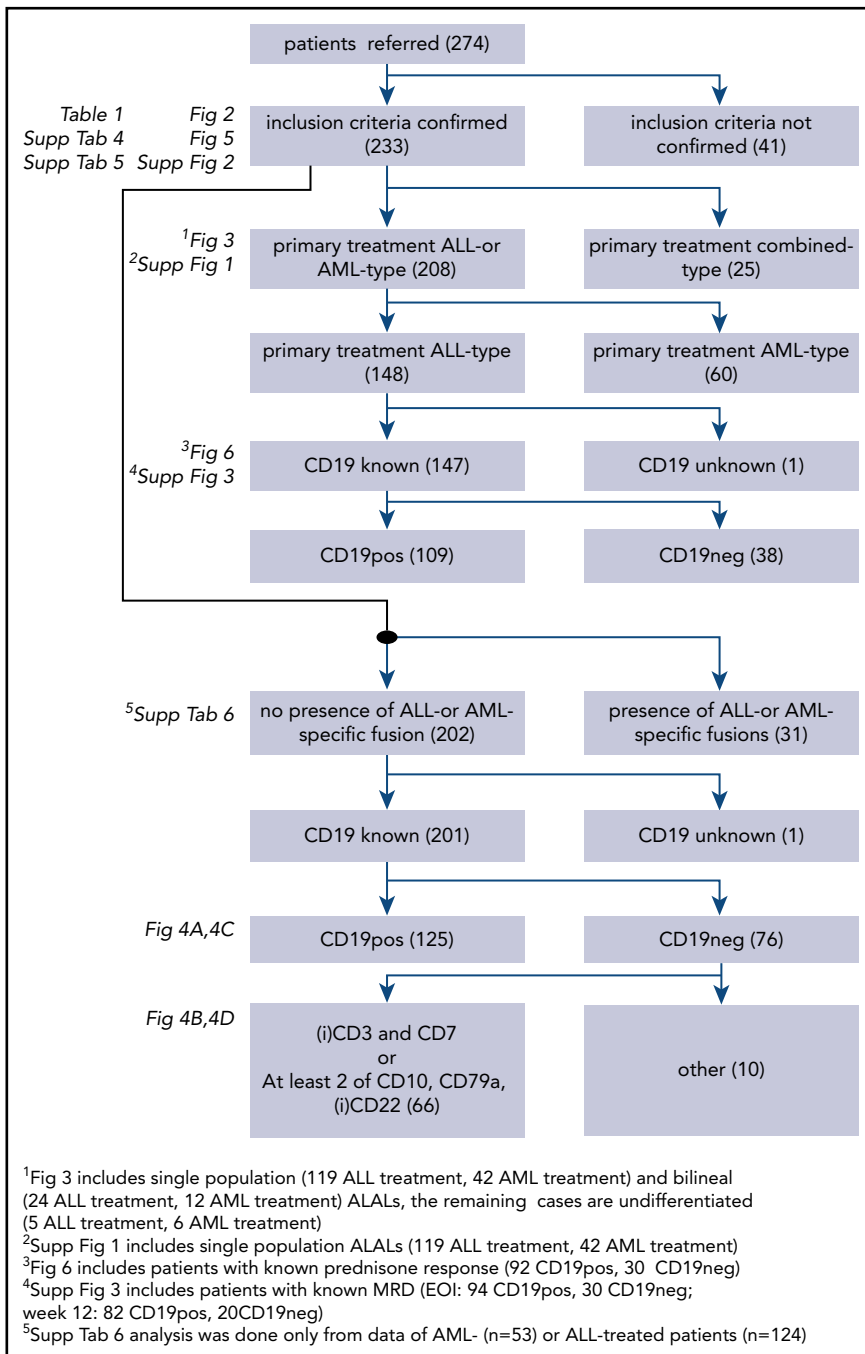 patients referred (274)
Table 1 Fig 2
Supp Tab 4 Fig 5
Supp Tab 5 Supp Fig 2
inclusion criteria confirmed
(233)
inclusion criteria not
confirmed (41)
1Fig 3
2Supp Fig 1
primary treatment ALL-or
AML-type (208)
primary treatment combined-
type (25)
primary treatment ALL-type
(148)
primary treatment AML-type
(60)
3Fig 6
4Supp Fig 3
CD19 known (147)
CD19 unknown (1)
CD19pos (109)
CD19neg (38)
5Supp Tab 6
no presence of ALL-or AML-
specific fusion (202)
presence of ALL-or AML-
specific fusions (31)
CD19 known (201)
CD19 unknown (1)
Fig 4A,4C
CD19pos (125)
CD19neg (76)
Fig 4B,4D
(i)CD3 and CD7
or
At least 2 of CD10, CD79a,
(i)CD22 (66)
other (10)
1Fig 3 includes single population (119 ALL treatment, 42 AML treatment) and bilineal
(24 ALL treatment, 12 AML treatment) ALALs, the remaining cases are undifferentiated
(5 ALL treatment, 6 AML treatment)
2Supp Fig 1 includes single population ALALs (119 ALL treatment, 42 AML treatment)
3Fig 6 includes patients with known prednisone response (92 CD19pos, 30 CD19neg)
4Supp Fig 3 includes patients with known MRD (EOI: 94 CD19pos, 30 CD19neg;
week 12: 82 CD19pos, 20CD19neg)
5Supp Tab 6 analysis was done only from data of AML- (n=53) or ALL-treated patients (n=124)